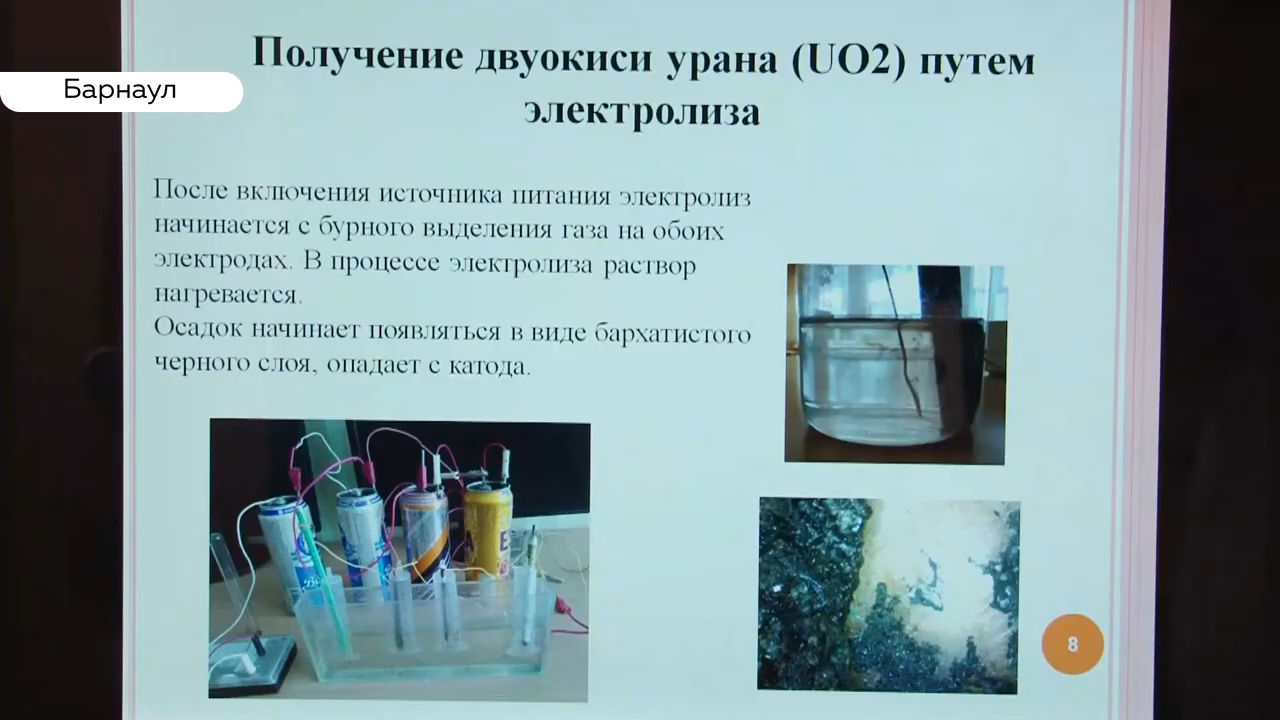 Получение двуокиси урана (UO2) путем
электролиза
Барнаул
После включения источника питания электролиз
начинается с бурного выделения газа на обоих
электродах. В процессе электролиза раствор
нагревается.
Осадок начинает появляться в виде бархатистого
черного слоя, опадает с катода.
8